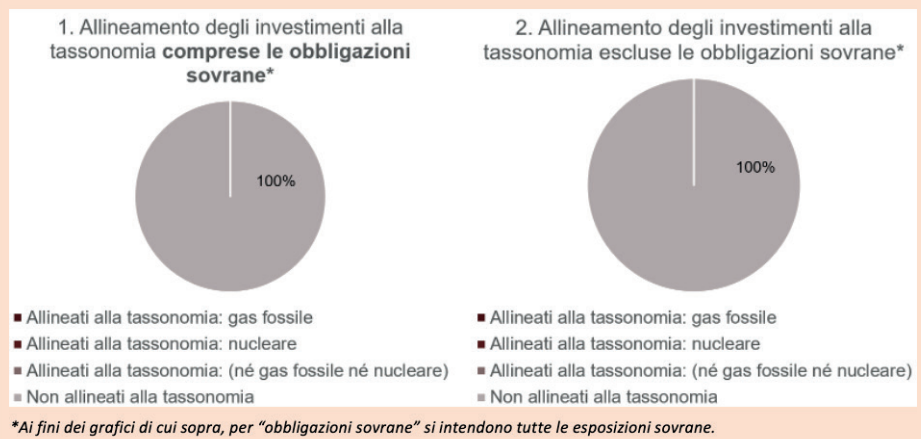 1. Allineamento degli investimenti alla
tassonomia comprese le obbligazioni
sovrane*
100%
■ Allineati alla tassonomia: gas fossile
■ Allineati alla tassonomia: nucleare
■ Allineati alla tassonomia: (né gas fossile né nucleare)
■ Non allineati alla tassonomia
2. Allineamento degli investimenti alla
tassonomia escluse le obbligazioni sovrane*
100%
■ Allineati alla tassonomia: gas fossile
■ Allineati alla tassonomia: nucleare
■ Allineati alla tassonomia: (né gas fossile né nucleare)
■ Non allineati alla tassonomia
*Ai fini dei grafici di cui sopra, per “obbligazioni sovrane” si intendono tutte le esposizioni sovrane.